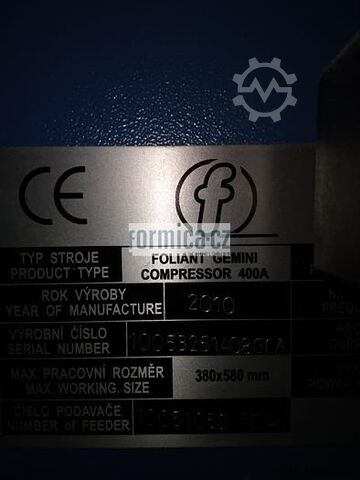 CE
f
formica.cz
TYP STROJE
PRODUCT TYPE
FOLIANT GEMINI
COMPRESSOR 400A
ROK VÝROBY
YEAR OF MANUFACTURE
2010
VÝROBNÍ ČÍSLO
SERIAL NUMBER
MAX. PRACOVNÍ ROZMĚR
MAX. WORKING. SIZE
380x580 mm
ČÍSLO PODAVAČE
NUMBER of FEEDER